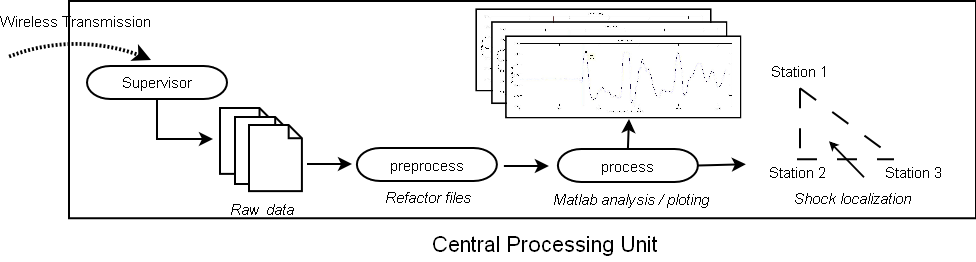 Wireless Transmission
Supervisor
Raw data
preprocess
Refactor files
process
Matlab analysis / ploting
Station 1
Station 2
Station 3
Shock localization
Central Processing Unit